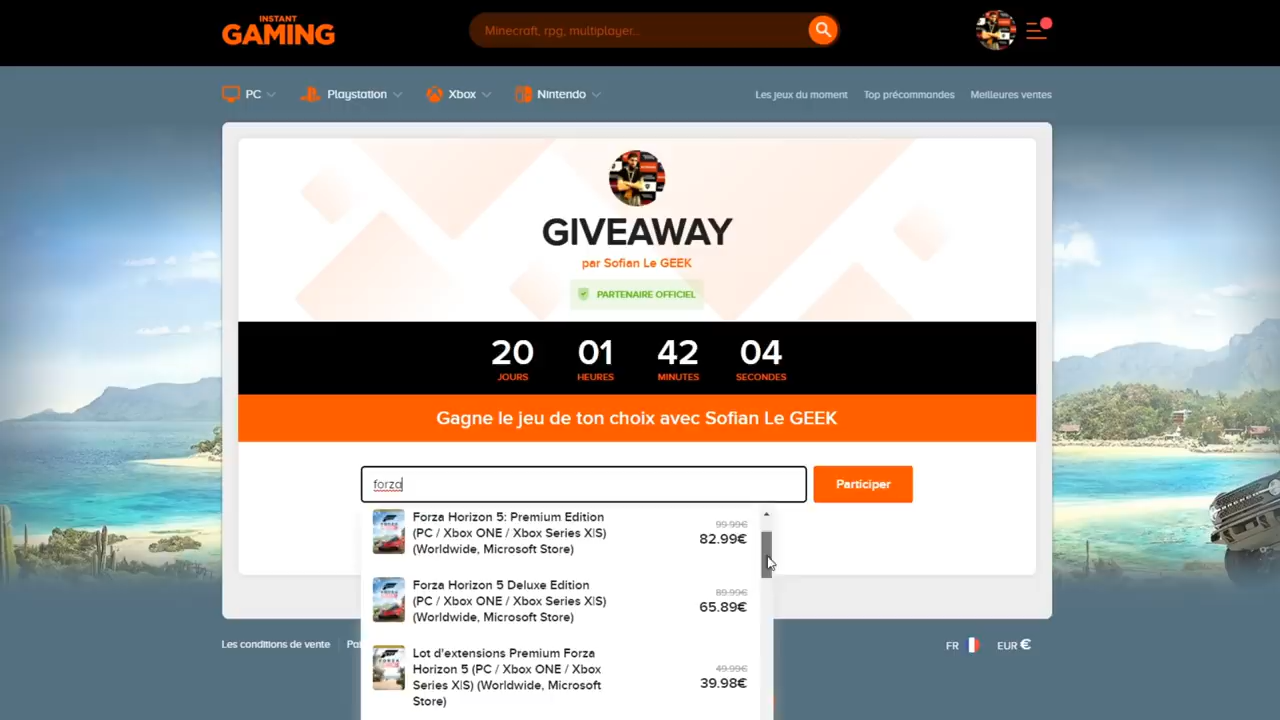 INSTANT
GAMING
Minecraft, rpg, multiplayer...
PC
Playstation
Xbox
Nintendo
Les jeux du moment
Top précommandes
Meilleures ventes
GIVEAWAY
par Sofian Le GEEK
PARTENAIRE OFFICIEL
20 01 42 04
JOURS HEURES MINUTES SECONDES
Gagne le jeu de ton choix avec Sofian Le GEEK
forza
Participer
Forza Horizon 5: Premium Edition
(PC / Xbox ONE / Xbox Series X|S)
(Worldwide, Microsoft Store)
99.99€
82.99€
Forza Horizon 5 Deluxe Edition
(PC / Xbox ONE / Xbox Series X|S)
(Worldwide, Microsoft Store)
89.99€
65.89€
Lot d'extensions Premium Forza
Horizon 5 (PC / Xbox ONE / Xbox
Series X|S) (Worldwide, Microsoft
Store)
49.99€
39.98€
Les conditions de vente
FR
EUR €